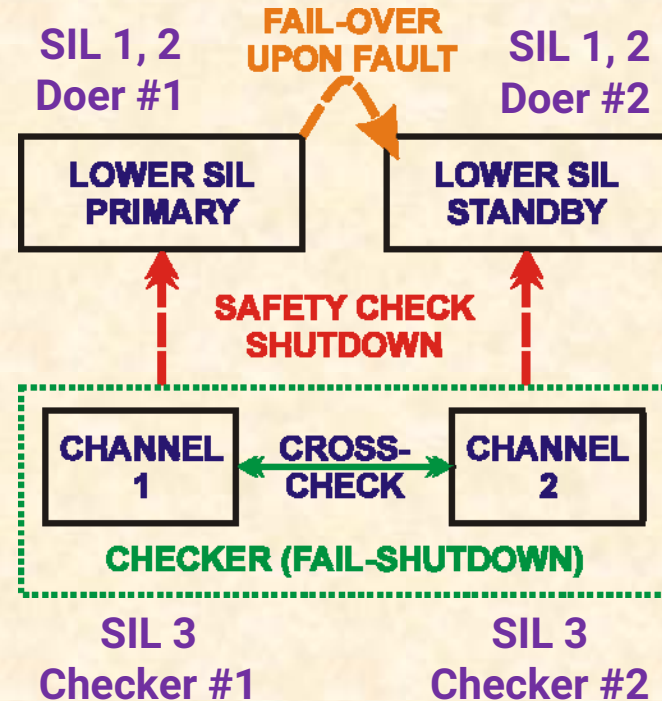 SIL 1, 2
Doer #1
FAIL-OVER
UPON FAULT
SIL 1, 2
Doer #2
LOWER SIL
PRIMARY
LOWER SIL
STANDBY
SAFETY CHECK
SHUTDOWN
CHANNEL
1
CROSS-
CHECK
CHANNEL
2
CHECKER (FAIL-SHUTDOWN)
SIL 3
Checker #1
SIL 3
Checker #2